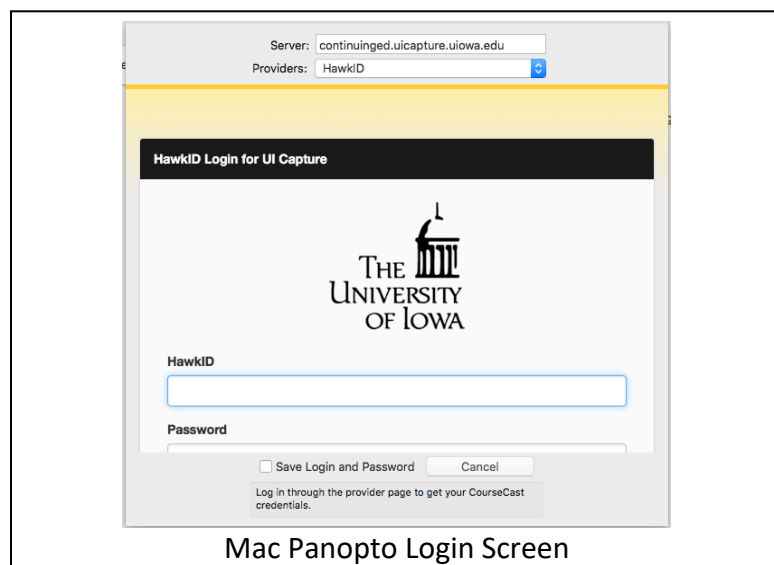 Server: continuinged.uicapture.uiowa.edu
Providers: HawkID
HawkID Login for UI Capture
THE
UNIVERSITY
OF IOWA
HawkID
Password
Save Login and Password Cancel
Log in through the provider page to get your CourseCast
credentials.
Mac Panopto Login Screen